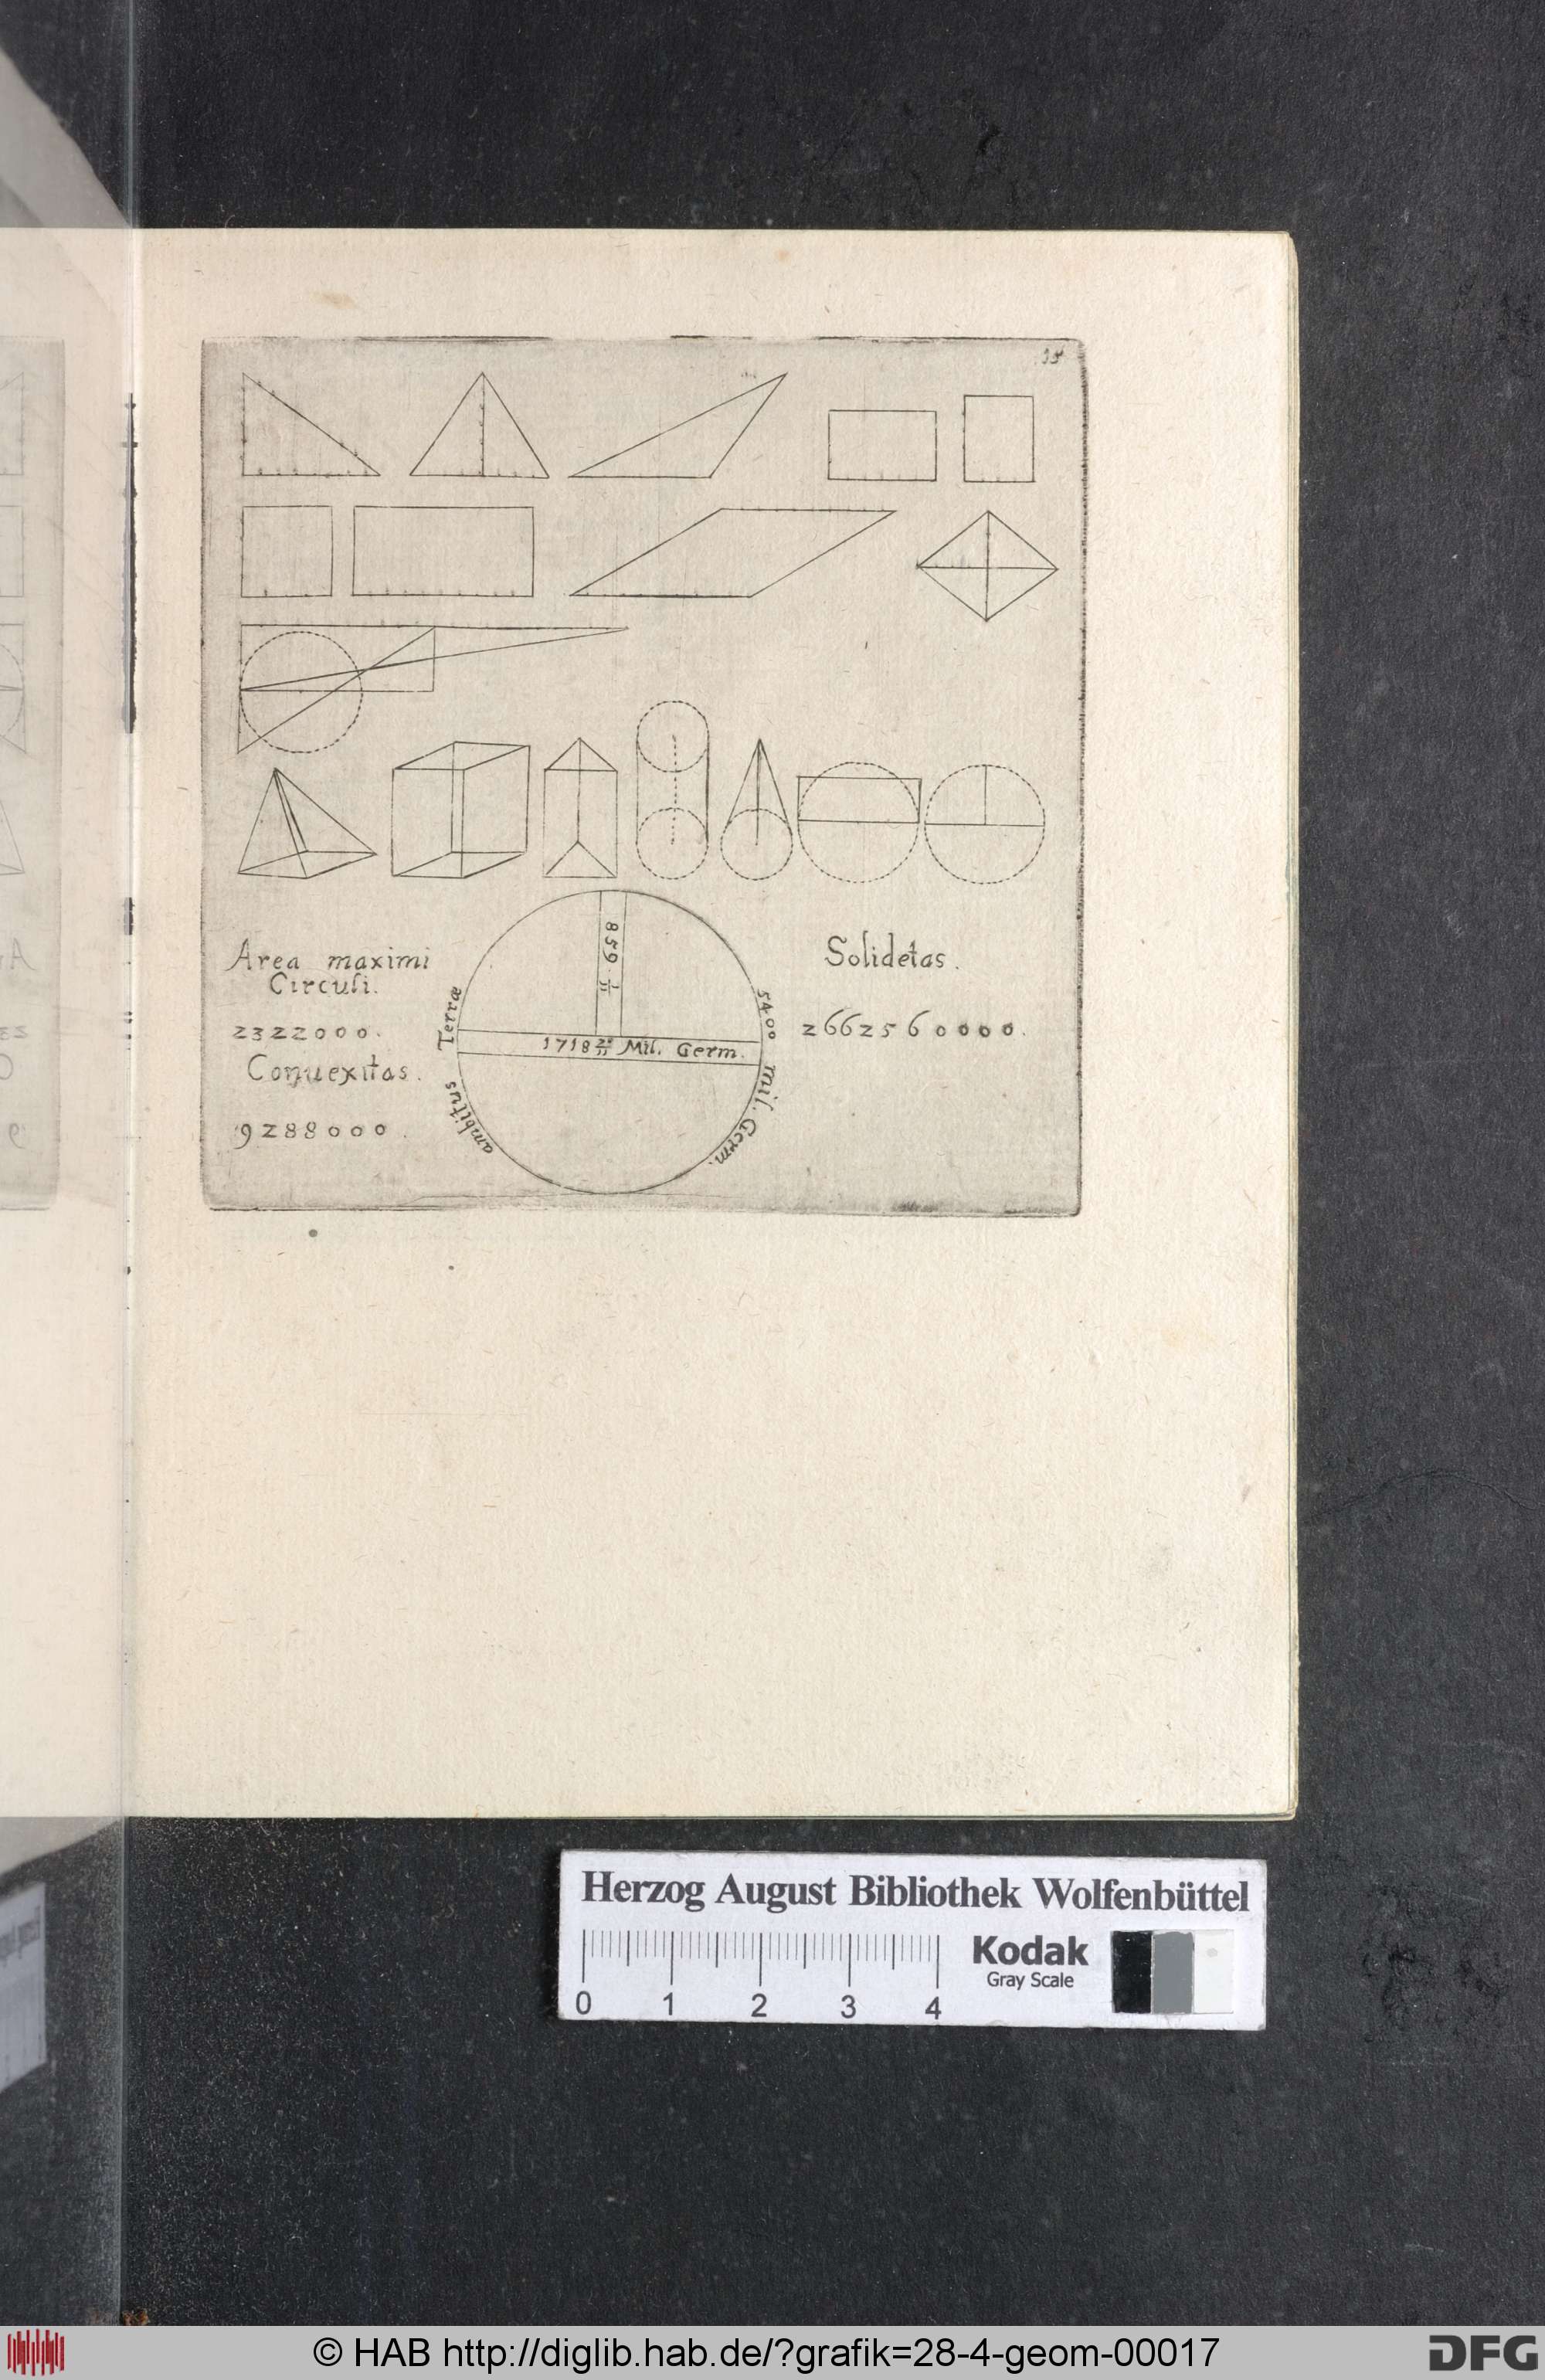 15
Area maximi
Circuli.
2322000.
Conuexitas.
9288000.
859 1/11
1718 2/11 Mil. Germ.
ambitus Terræ
5400 mil. Germ.
Solidetas.
2662560000.
Herzog August Bibliothek Wolfenbüttel
Kodak
Gray Scale
0 1 2 3 4
© HAB http://diglib.hab.de/?grafik=28-4-geom-00017
DFG